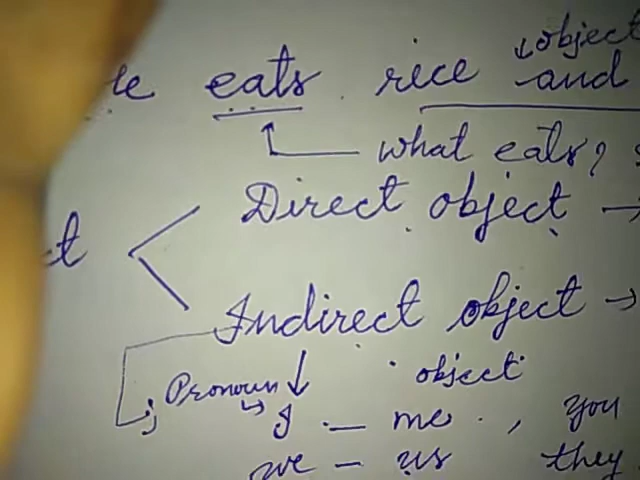 ↓object
eats rice and
what eats?
Direct object →
Indirect object →
Pronoun ↓ object
I — me , you
we — us they